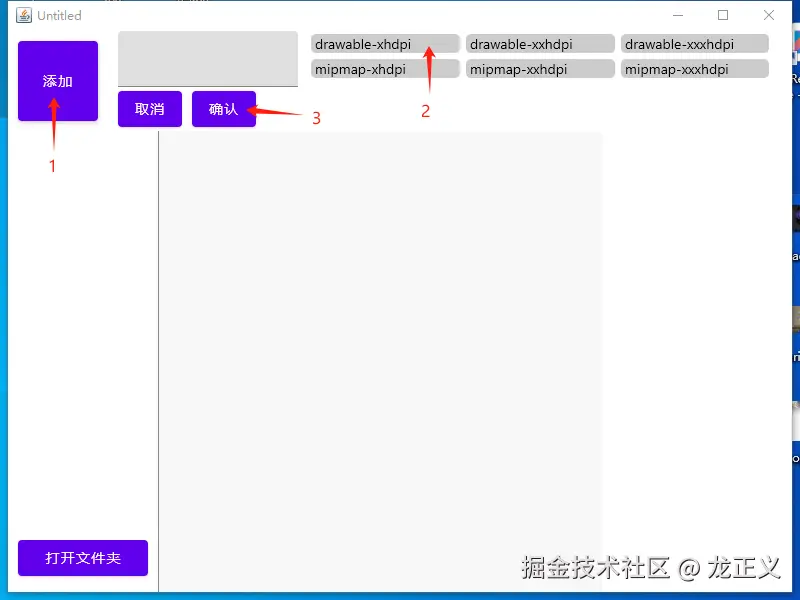 Untitled
添加
drawable-xhdpi
drawable-xxhdpi
drawable-xxxhdpi
mipmap-xhdpi
mipmap-xxhdpi
mipmap-xxxhdpi
取消
确认
1
2
3
打开文件夹
掘金技术社区 @ 龙正义